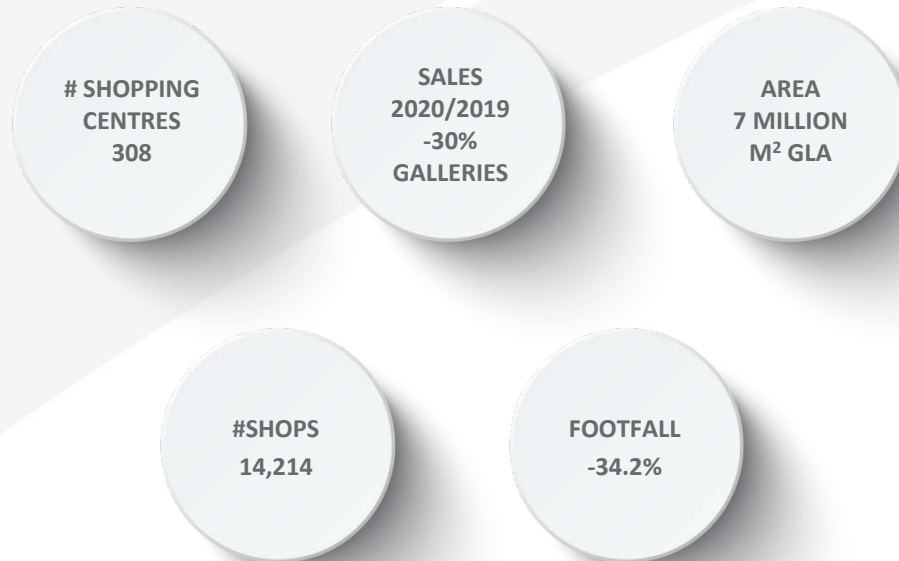 # SHOPPING
CENTRES
308
SALES
2020/2019
-30%
GALLERIES
AREA
7 MILLION
M² GLA
#SHOPS
14,214
FOOTFALL
-34.2%